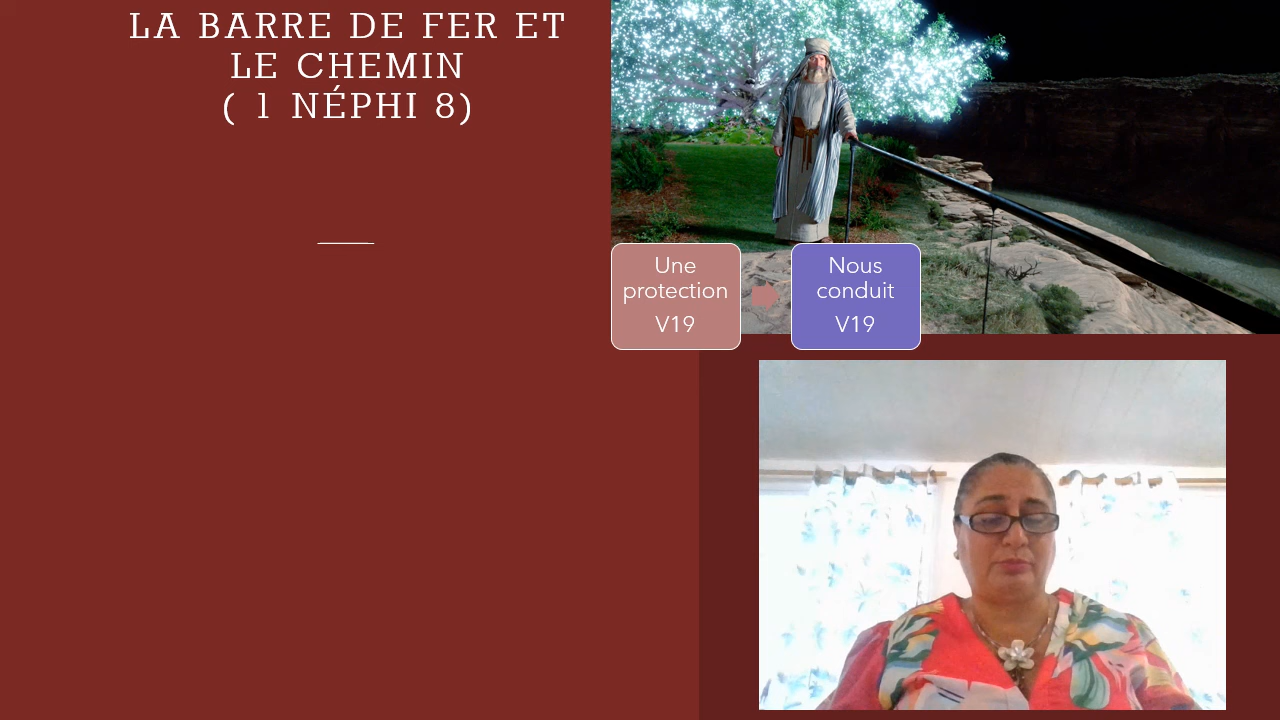 LA BARRE DE FER ET
LE CHEMIN
( 1 NÉPHI 8)
Une
protection
V19
Nous
conduit
V19